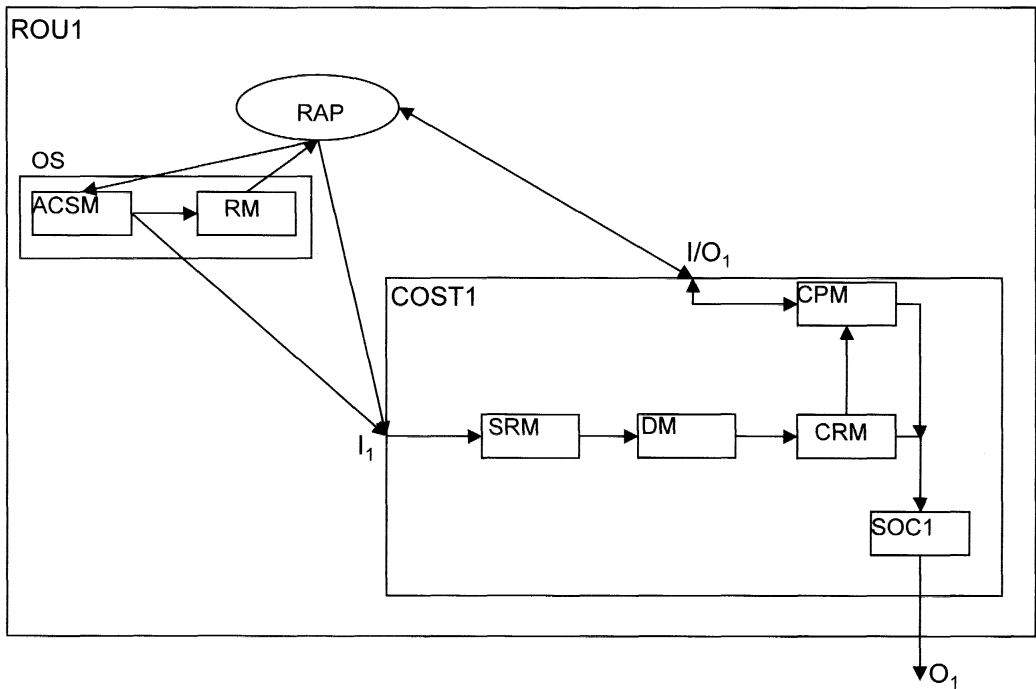 ROU1
RAP
OS
ACSM
RM
I/O₁
COST1
CPM
SRM
DM
CRM
I₁
SOC1
O₁